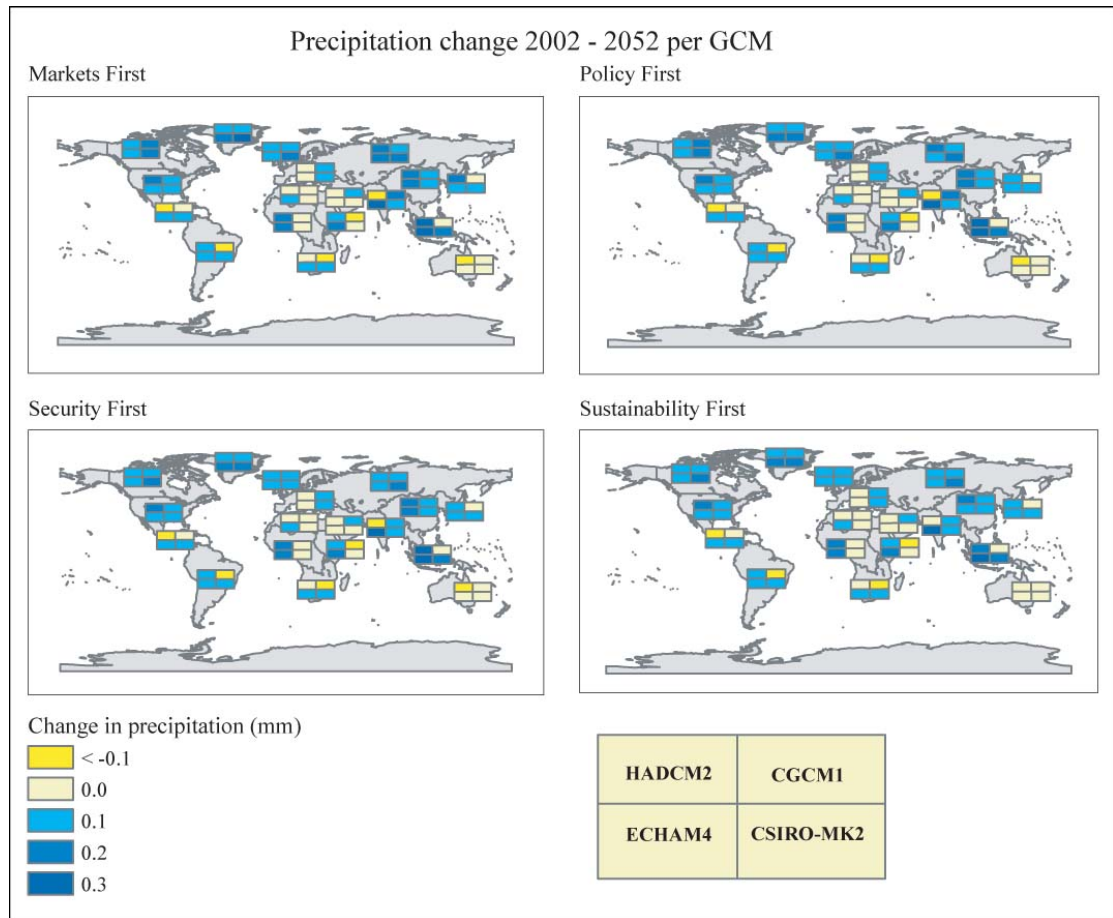 Precipitation change 2002 - 2052 per GCM
Markets First
Policy First
Security First
Sustainability First
Change in precipitation (mm)
< -0.1
0.0
0.1
0.2
0.3
HADCM2
CGCM1
ECHAM4
CSIRO-MK2